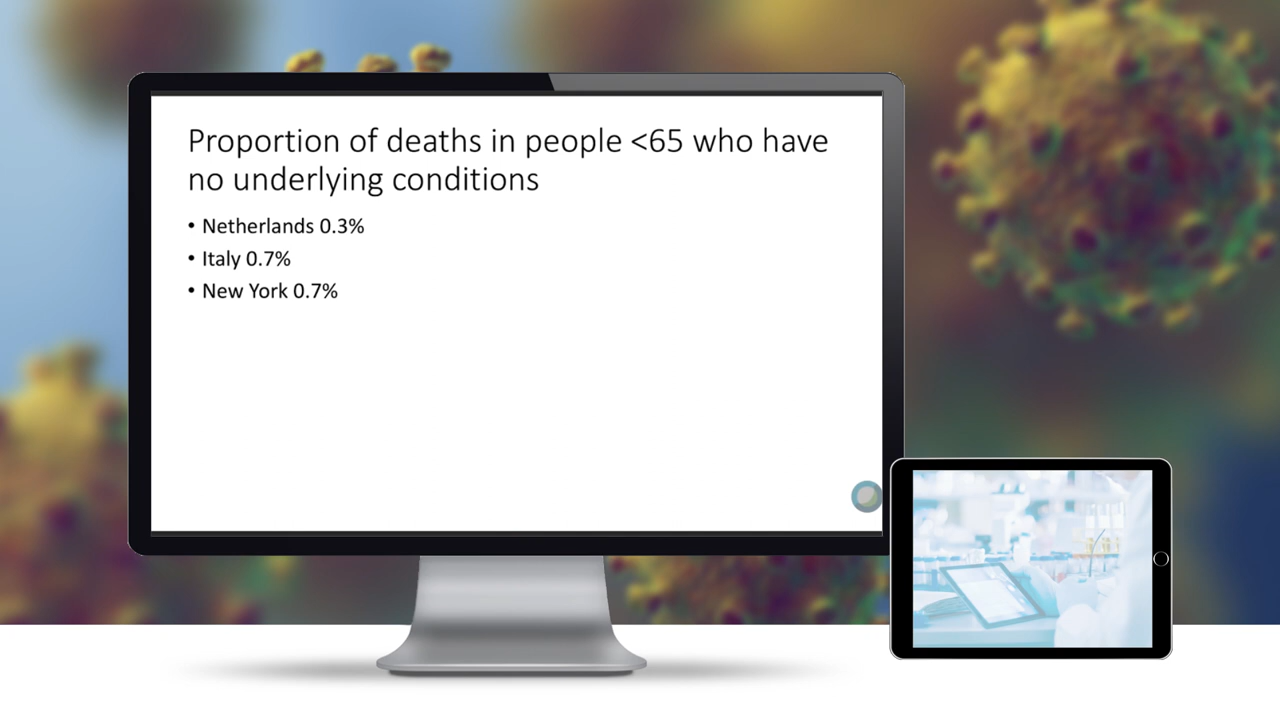 Proportion of deaths in people <65 who have
no underlying conditions
• Netherlands 0.3%
• Italy 0.7%
• New York 0.7%